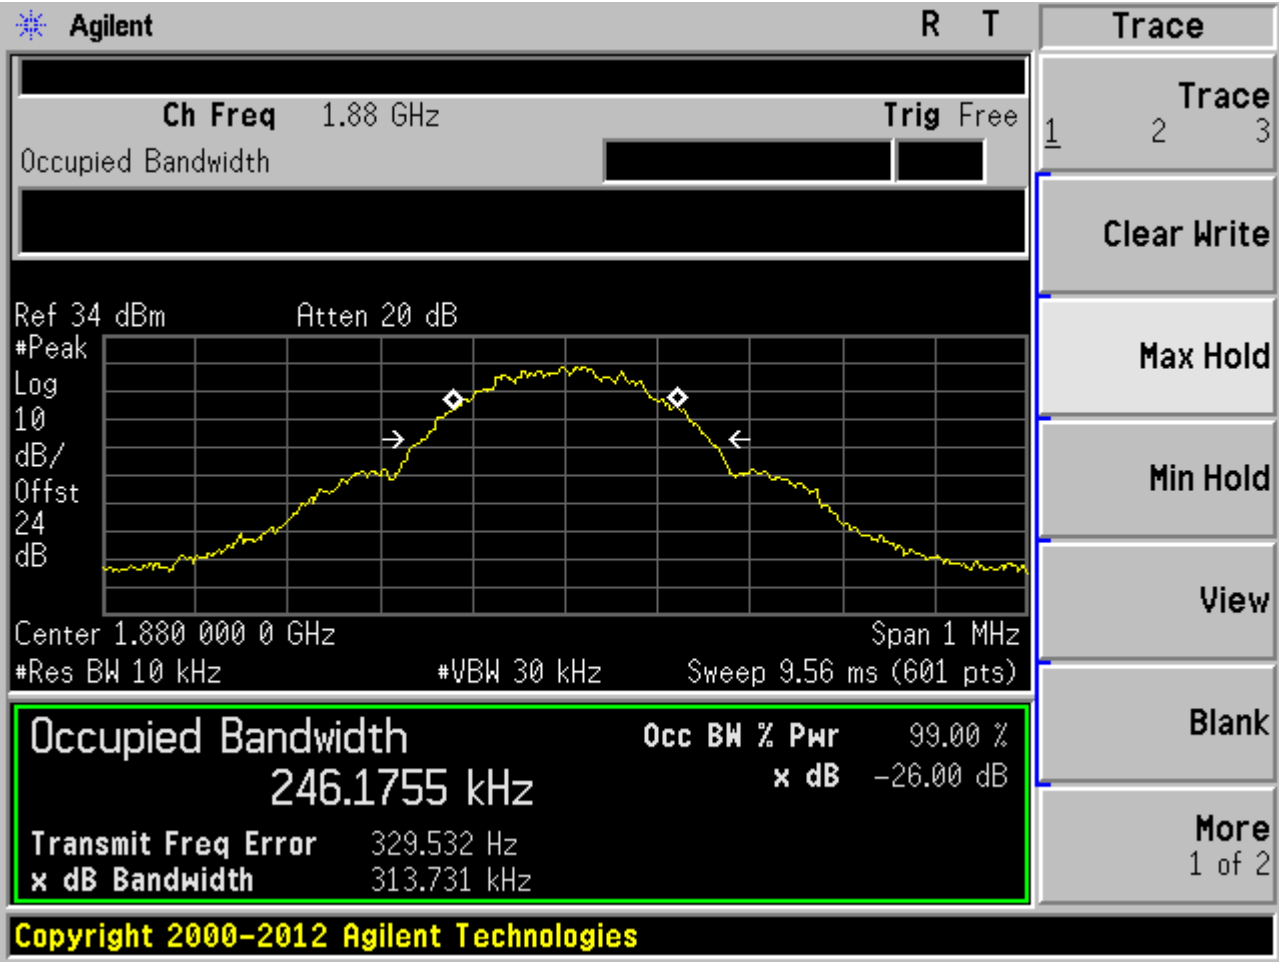 Agilent R T Trace
Ch Freq 1.88 GHz Trig Free
Occupied Bandwidth
Trace
1 2 3
Clear Write
Max Hold
Min Hold
View
Blank
More
1 of 2
Ref 34 dBm Atten 20 dB
#Peak
Log
10
dB/
Offst
24
dB
Center 1.880 000 0 GHz Span 1 MHz
#Res BW 10 kHz #VBW 30 kHz Sweep 9.56 ms (601 pts)
Occupied Bandwidth Occ BW % Pwr 99.00 %
246.1755 kHz x dB -26.00 dB
Transmit Freq Error 329.532 Hz
x dB Bandwidth 313.731 kHz
Copyright 2000-2012 Agilent Technologies